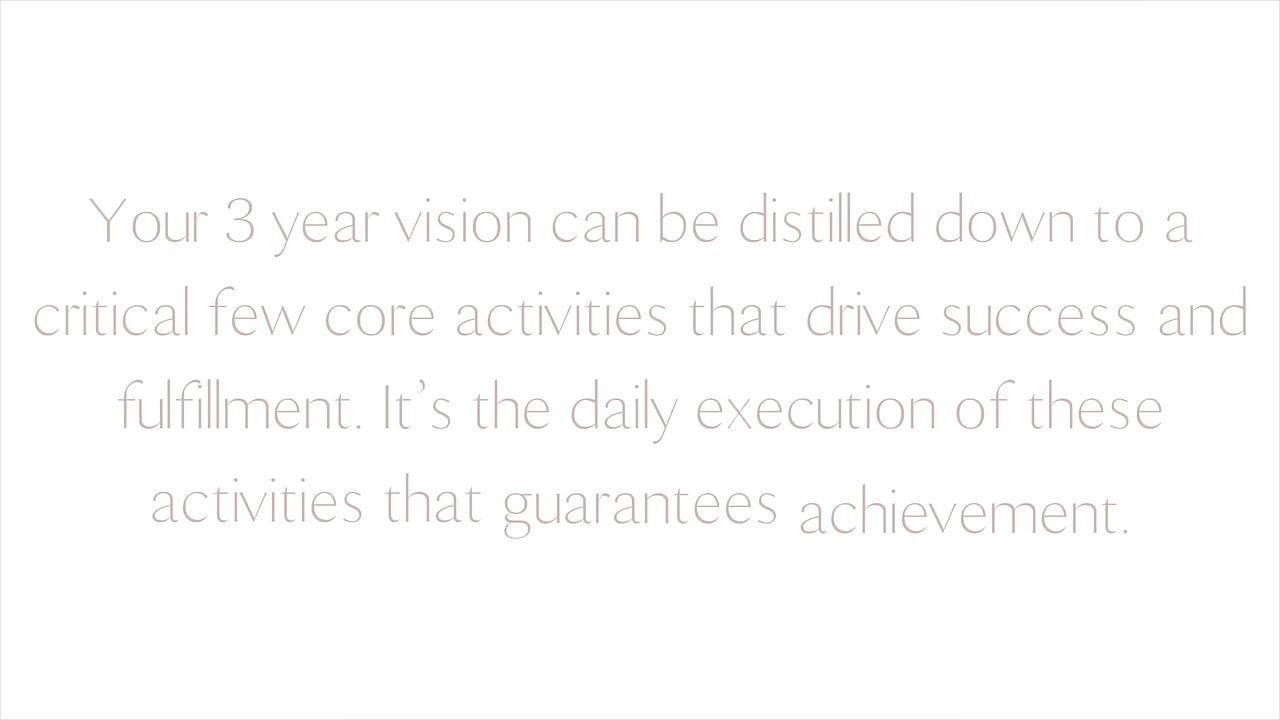 Your 3 year vision can be distilled down to a
critical few core activities that drive success and
fulfillment. It’s the daily execution of these
activities that guarantees achievement.